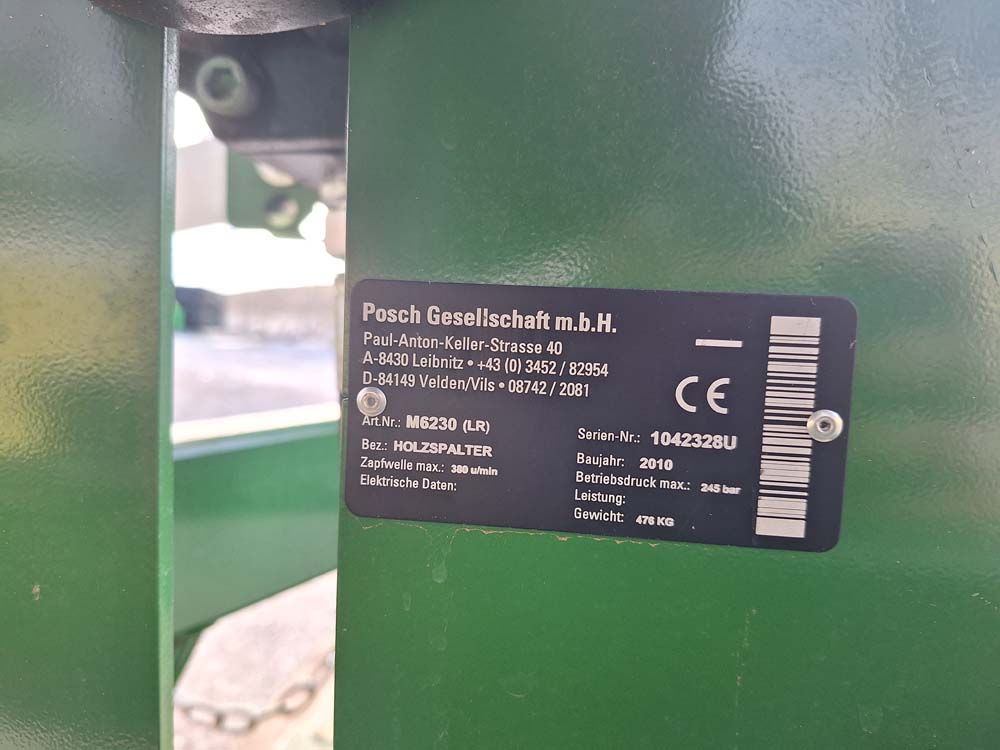 Posch Gesellschaft m.b.H.
Paul-Anton-Keller-Strasse 40
A-8430 Leibnitz • +43 (0) 3452 / 82954
D-84149 Velden/Vils • 08742 / 2081
CE
Art.Nr.: M6230 (LR)
Bez.: HOLZSPALTER
Zapfwelle max.: 380 u/min
Elektrische Daten:
Serien-Nr.: 1042328U
Baujahr: 2010
Betriebsdruck max.: 245 bar
Leistung:
Gewicht: 476 KG